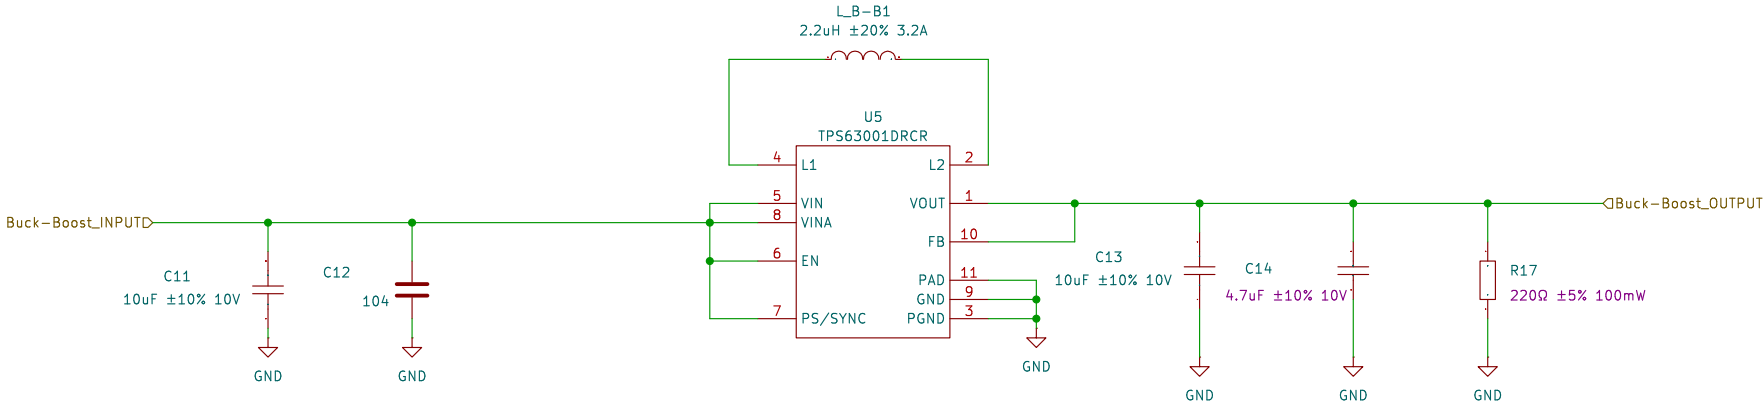 L_B-B1
2.2uH ±20% 3.2A
U5
TPS63001DRCR
4
L1
L2
2
5
VIN
VOUT
1
Buck-Boost_OUTPUT
Buck-Boost_INPUT
8
VINA
FB
10
6
EN
C11
10uF ±10% 10V
C12
104
PAD
11
GND
9
7
PS/SYNC
PGND
3
C13
10uF ±10% 10V
C14
4.7uF ±10% 10V
R17
220Ω ±5% 100mW
GND
GND
GND
GND
GND
GND